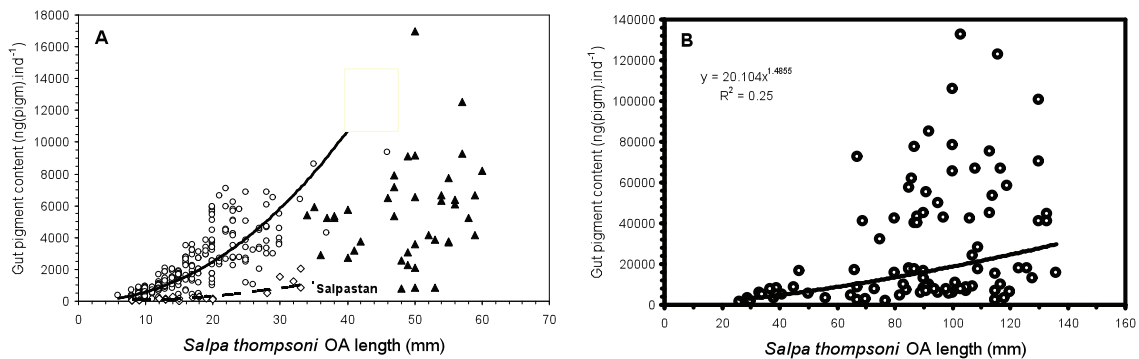 A
18000
16000
14000
12000
10000
8000
6000
4000
2000
0
Gut pigment content (ng(pigm).ind⁻¹)
Salpastan
0 10 20 30 40 50 60 70
Salpa thompsoni OA length (mm)
B
140000
120000
100000
80000
60000
40000
20000
0
Gut pigment content (ng(pigm).ind⁻¹)
y = 20.104x^1.4855
R² = 0.25
0 20 40 60 80 100 120 140 160
Salpa thompsoni OA length (mm)